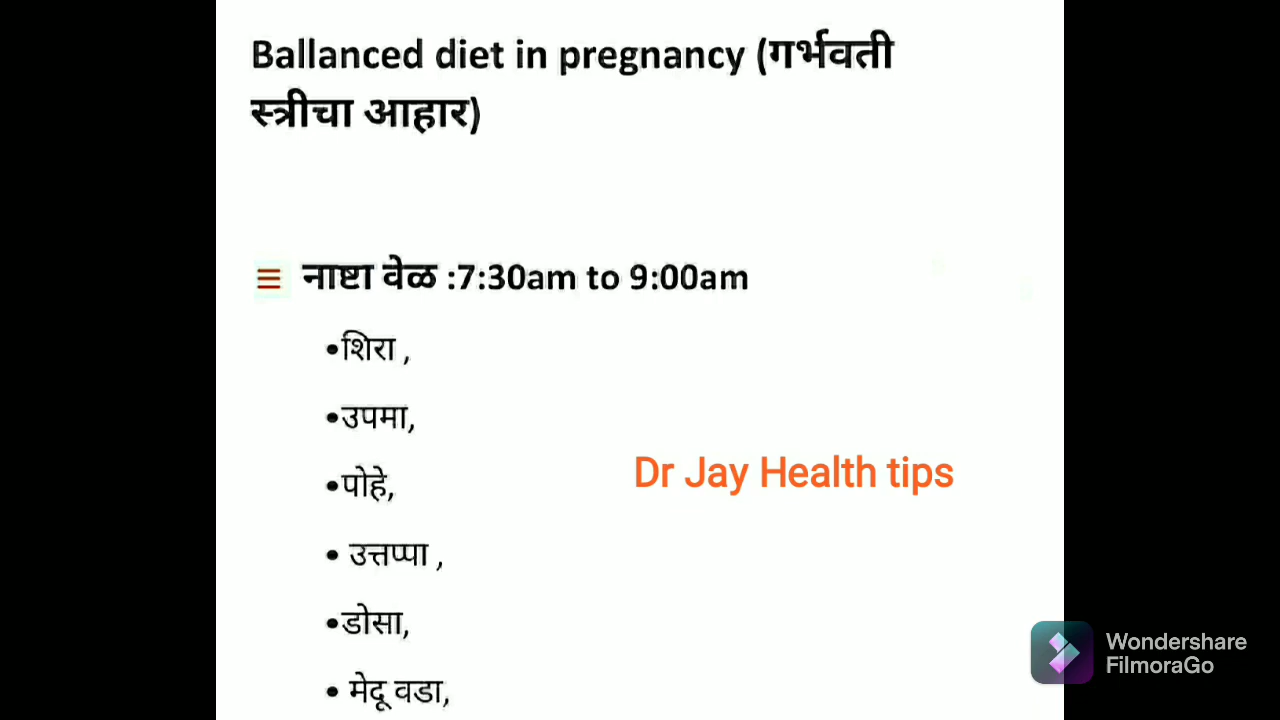 Ballanced diet in pregnancy (गर्भवती
स्त्रीचा आहार)
नाष्टा वेळ :7:30am to 9:00am
•शिरा ,
•उपमा,
•पोहे,
Dr Jay Health tips
• उत्तप्पा ,
•डोसा,
• मेदू वडा,
Wondershare
FilmoraGo